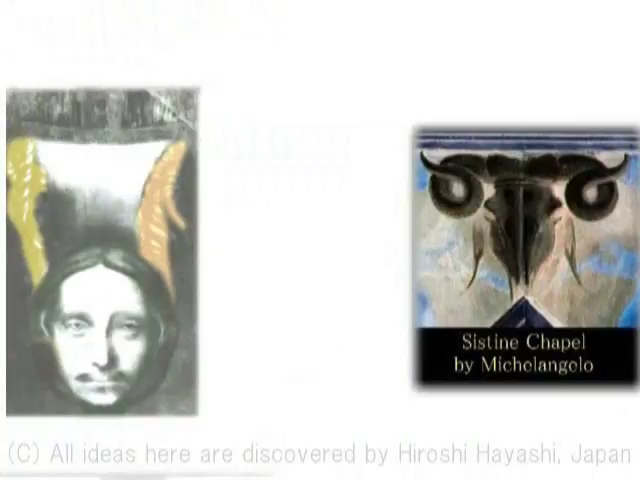 Sistine Chapel
by Michelangelo
(C) All ideas here are discovered by Hiroshi Hayashi, Japan